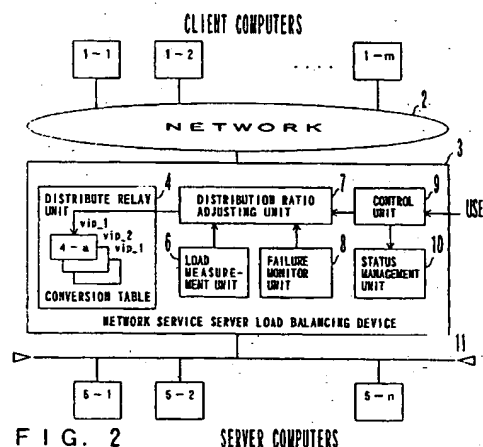 CLIENT COMPUTERS
1~1
1~2
....
1-m
2
NETWORK
3
DISTRIBUTE RELAY UNIT
4
vip_1
4-a
vip_2
vip_1
CONVERSION TABLE
DISTRIBUTION RATIO ADJUSTING UNIT
7
CONTROL UNIT
9
USE
6
LOAD MEASURE-MENT UNIT
FAILURE MONITOR UNIT
8
STATUS MANAGEMENT UNIT
10
NETWORK SERVICE SERVER LOAD BALANCING DEVICE
11
5~1
5-2
5-n
FIG. 2
SERVER COMPUTERS